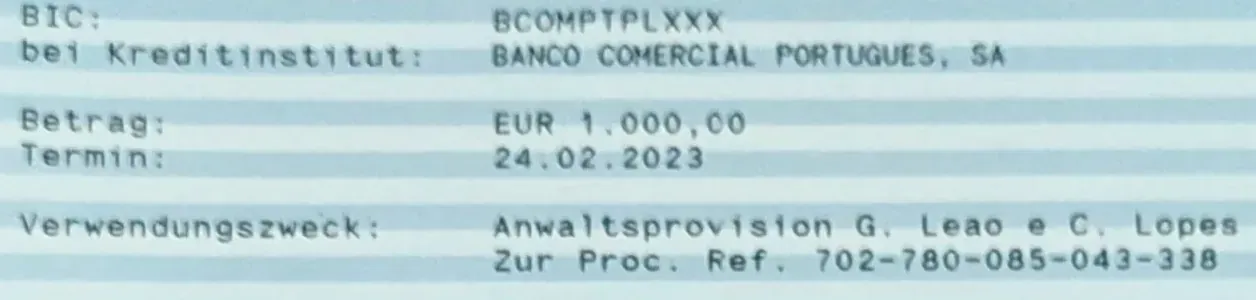 BIC: BCOMPTPLXXX
bei Kreditinstitut: BANCO COMERCIAL PORTUGUES, SA
Betrag: EUR 1.000,00
Termin: 24.02.2023
Verwendungszweck: Anwaltsprovision G. Leao e C. Lopes
Zur Proc. Ref. 702-780-085-043-338